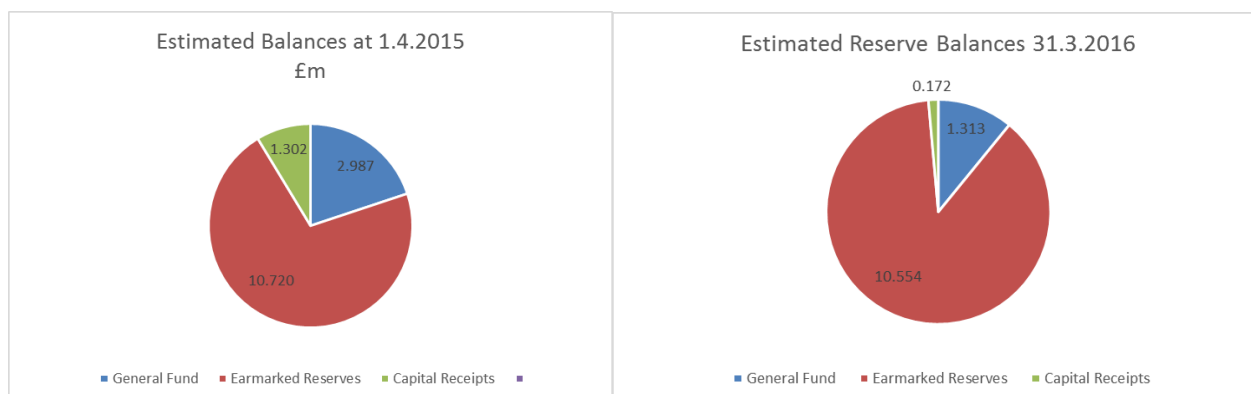 Estimated Balances at 1.4.2015
£m
1.302
2.987
10.720
General Fund Earmarked Reserves Capital Receipts
Estimated Reserve Balances 31.3.2016
0.172
1.313
10.554
General Fund Earmarked Reserves Capital Receipts